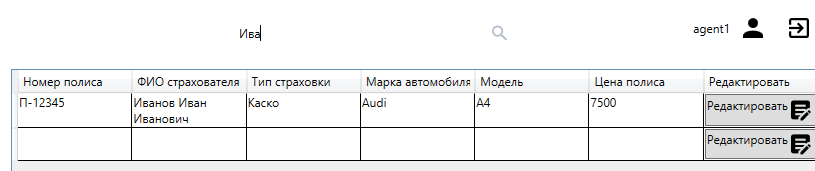 Ива
agent1
Номер полиса ФИО страхователя Тип страховки Марка автомобиля Модель Цена полиса Редактировать
П-12345 Иванов Иван Каско Audi A4 7500 Редактировать
Иванович
Редактировать